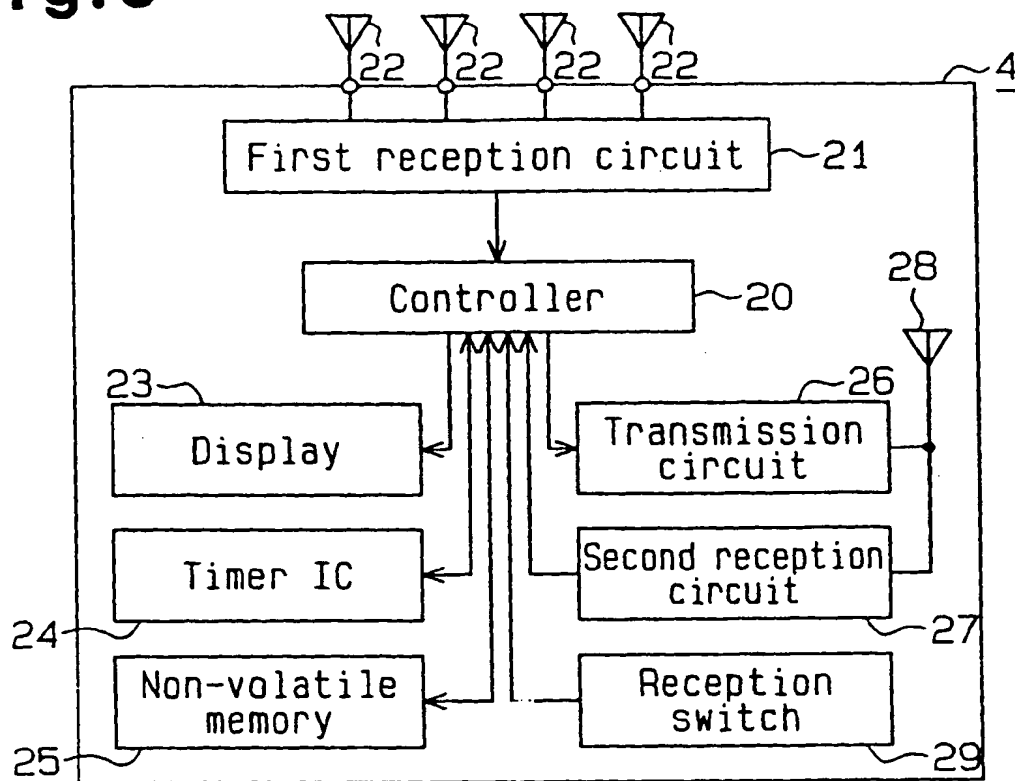 22 22 22 22
4
First reception circuit
21
Controller
20
28
23
26
Display
Transmission
circuit
Timer IC
Second reception
circuit
24
27
Non-volatile
memory
Reception
switch
25
29